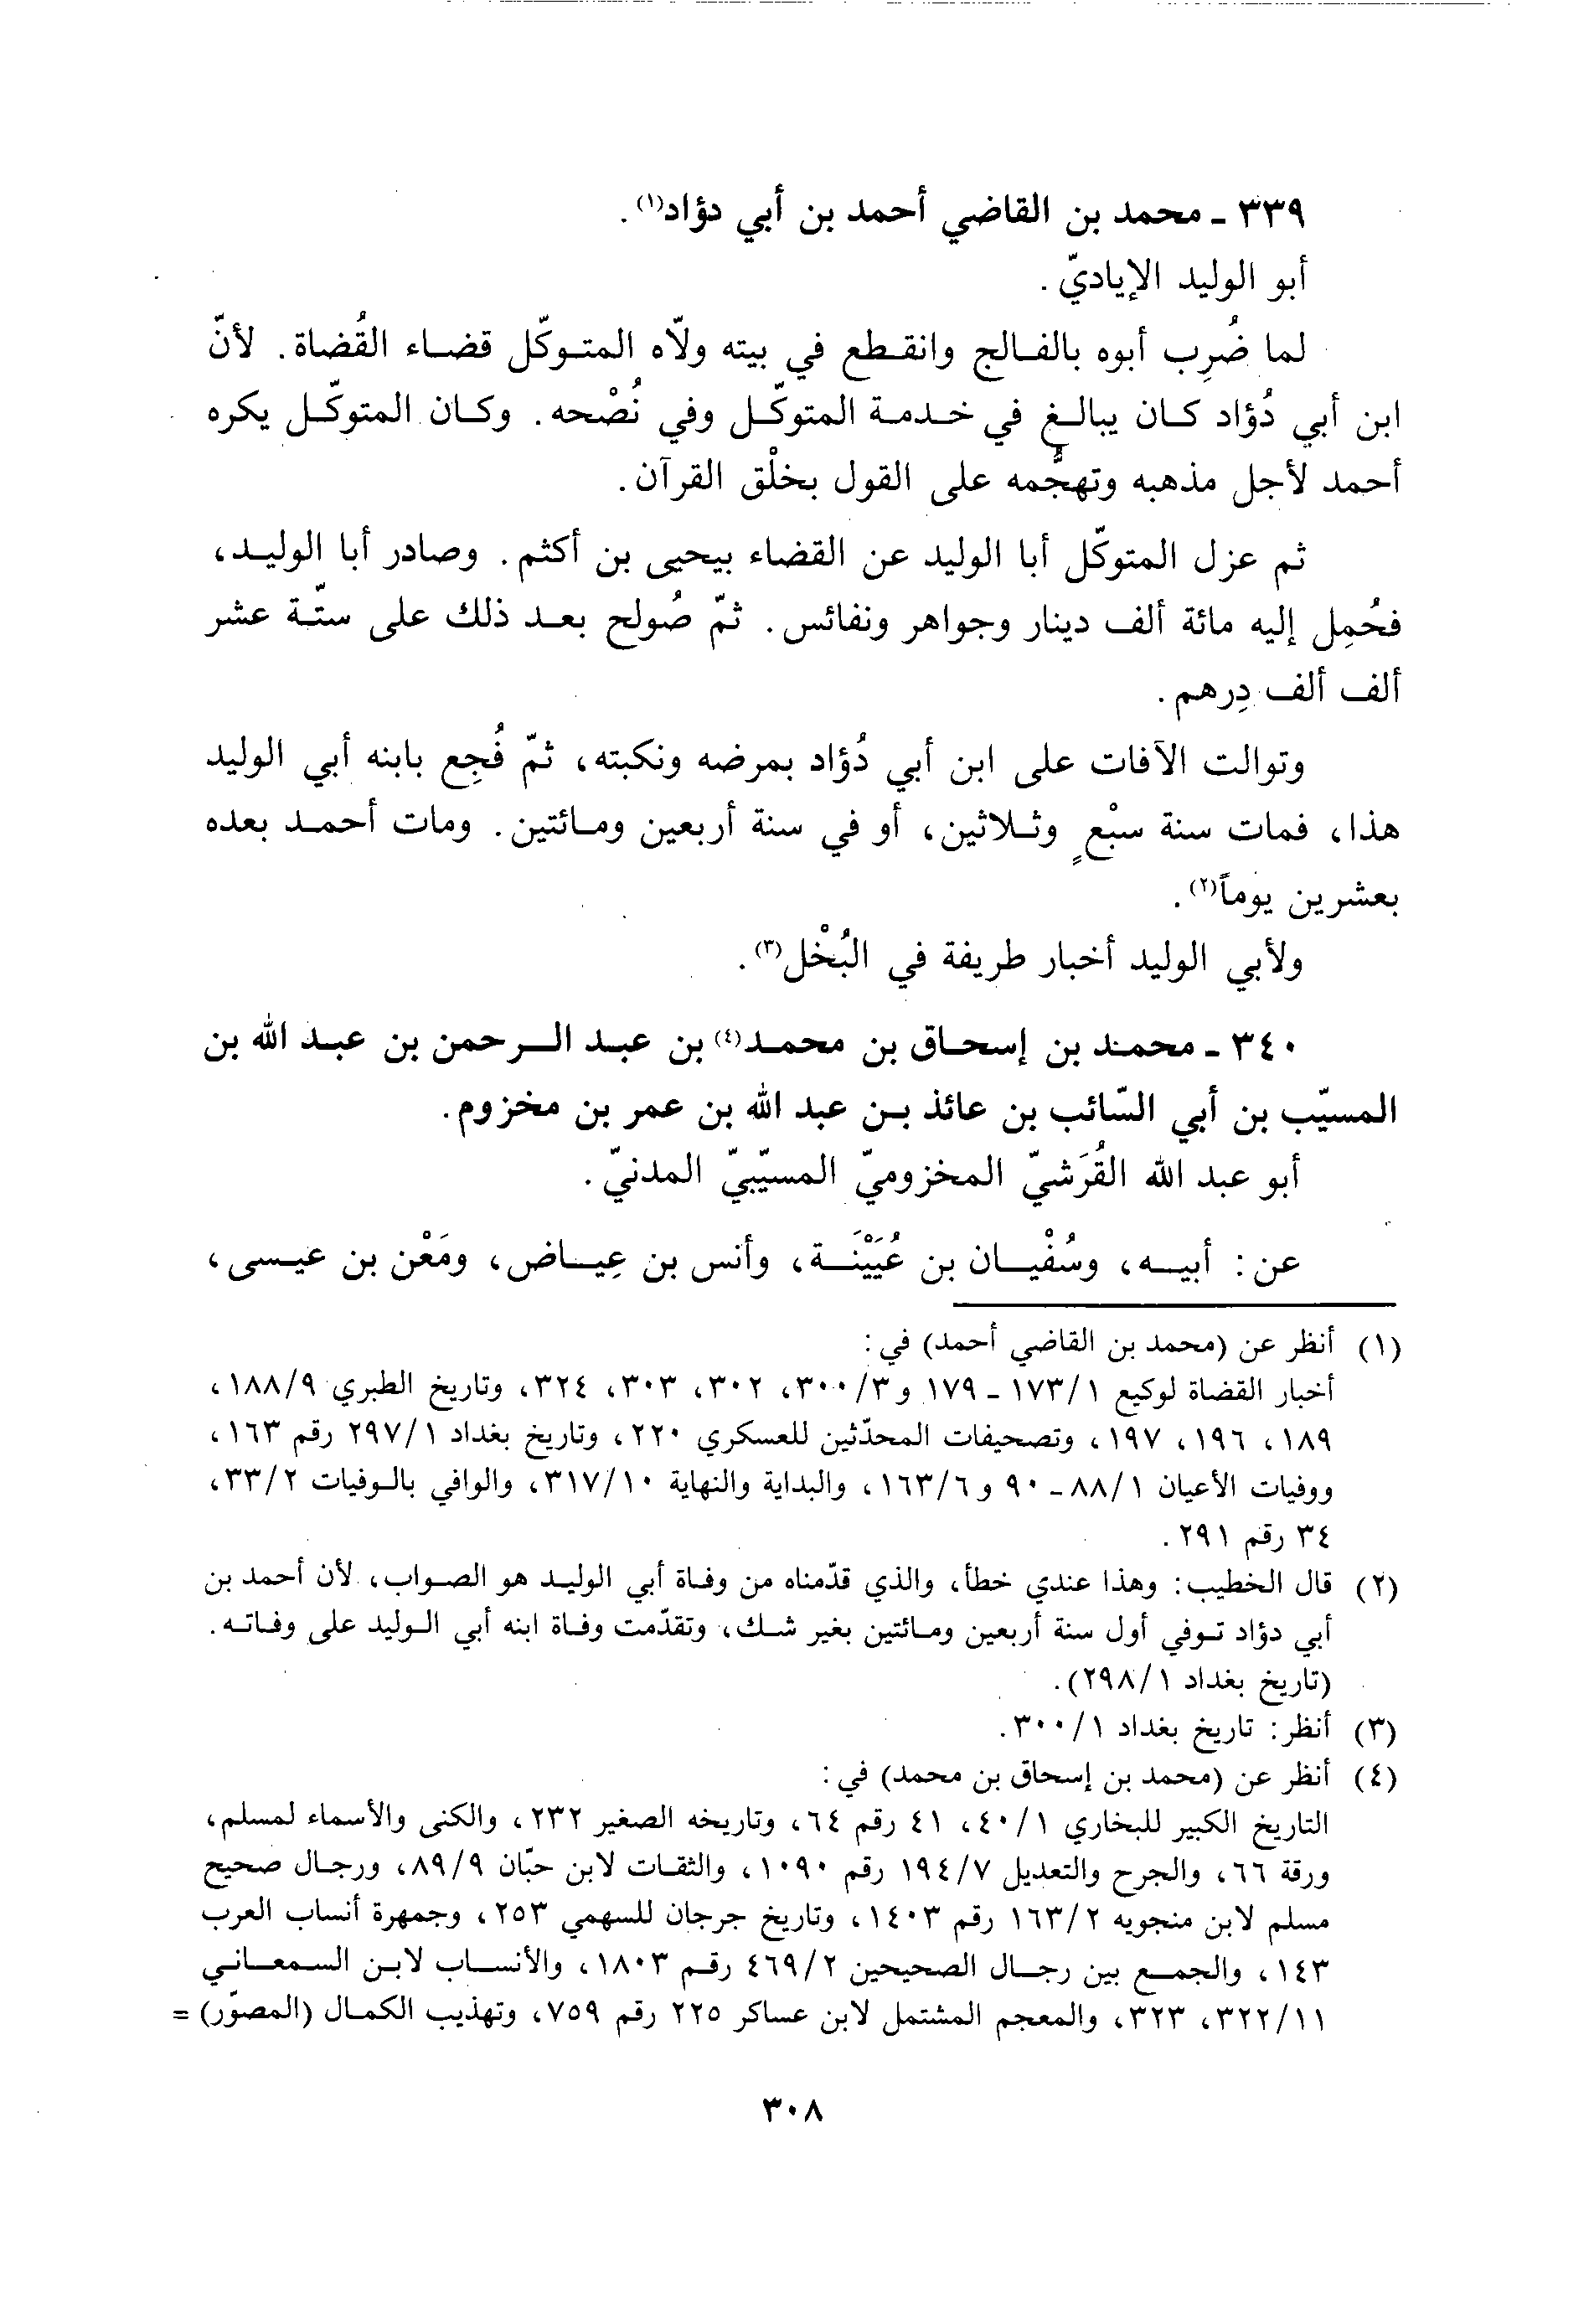 ٣٣٩ ـ محمد بن القاضي أحمد بن أبي دؤاد(١).
أبو الوليد الإياديّ.
لما ضُرِب أبوه بالفالج وانقطع في بيته ولاّه المتوكّل قضاء القُضاة. لأنّ
ابن أبي دُؤاد كان يبالغ في خدمة المتوكّل وفي نُصْحه. وكان المتوكّل يكره
أحمد لأجل مذهبه وتهجُّمه على القول بخلْق القرآن.
ثم عزل المتوكّل أبا الوليد عن القضاء بيحيى بن أكثم. وصادر أبا الوليد،
فحُمِل إليه مائة ألف دينار وجواهر ونفائس. ثمّ صُولح بعد ذلك على ستّة عشر
ألف ألف دِرهم.
وتوالت الآفات على ابن أبي دُؤاد بمرضه ونكبته، ثمّ فُجِع بابنه أبي الوليد
هذا، فمات سنة سبْعٍ وثلاثين، أو في سنة أربعين ومائتين. ومات أحمد بعده
بعشرين يوماً(٢).
ولأبي الوليد أخبار طريفة في البُخْل(٣).
٣٤٠ ـ محمد بن إسحاق بن محمد(٤) بن عبد الرحمن بن عبد الله بن
المسيّب بن أبي السّائب بن عائذ بن عبد الله بن عمر بن مخزوم.
أبو عبد الله القُرَشيّ المخزوميّ المسيّبيّ المدنيّ.
عن: أبيه، وسُفْيان بن عُيَيْنَة، وأنس بن عِياض، ومَعْن بن عيسى،
(١) أنظر عن (محمد بن القاضي أحمد) في:
أخبار القضاة لوكيع ١٧٣/١ ـ ١٧٩ و٣٠٠/٣، ٣٠٢، ٣٠٣، ٣٢٤، وتاريخ الطبري ١٨٨/٩،
١٨٩، ١٩٦، ١٩٧، وتصحيفات المحدّثين للعسكري ٢٢٠، وتاريخ بغداد ٢٩٧/١ رقم ١٦٣،
ووفيات الأعيان ٨٨/١ ـ ٩٠ و١٦٣/٦، والبداية والنهاية ٣١٧/١٠، والوافي بالوفيات ٣٣/٢،
٣٤ رقم ٢٩١.
(٢) قال الخطيب: وهذا عندي خطأ، والذي قدّمناه من وفاة أبي الوليد هو الصواب، لأن أحمد بن
أبي دؤاد توفي أول سنة أربعين ومائتين بغير شك، وتقدّمت وفاة ابنه أبي الوليد على وفاته.
(تاريخ بغداد ٢٩٨/١).
(٣) أنظر: تاريخ بغداد ٣٠٠/١.
(٤) أنظر عن (محمد بن إسحاق بن محمد) في:
التاريخ الكبير للبخاري ٤٠/١، ٤١ رقم ٦٤، وتاريخه الصغير ٢٣٢، والكنى والأسماء لمسلم،
ورقة ٦٦، والجرح والتعديل ١٩٤/٧ رقم ١٠٩٠، والثقات لابن حبّان ٨٩/٩، ورجال صحيح
مسلم لابن منجويه ١٦٣/٢ رقم ١٤٠٣، وتاريخ جرجان للسهمي ٢٥٣، وجمهرة أنساب العرب
١٤٣، والجمع بين رجال الصحيحين ٤٦٩/٢ رقم ١٨٠٣، والأنساب لابن السمعاني
٣٢٢/١١، ٣٢٣، والمعجم المشتمل لابن عساكر ٢٢٥ رقم ٧٥٩، وتهذيب الكمال (المصوّر) =
٣٠٨